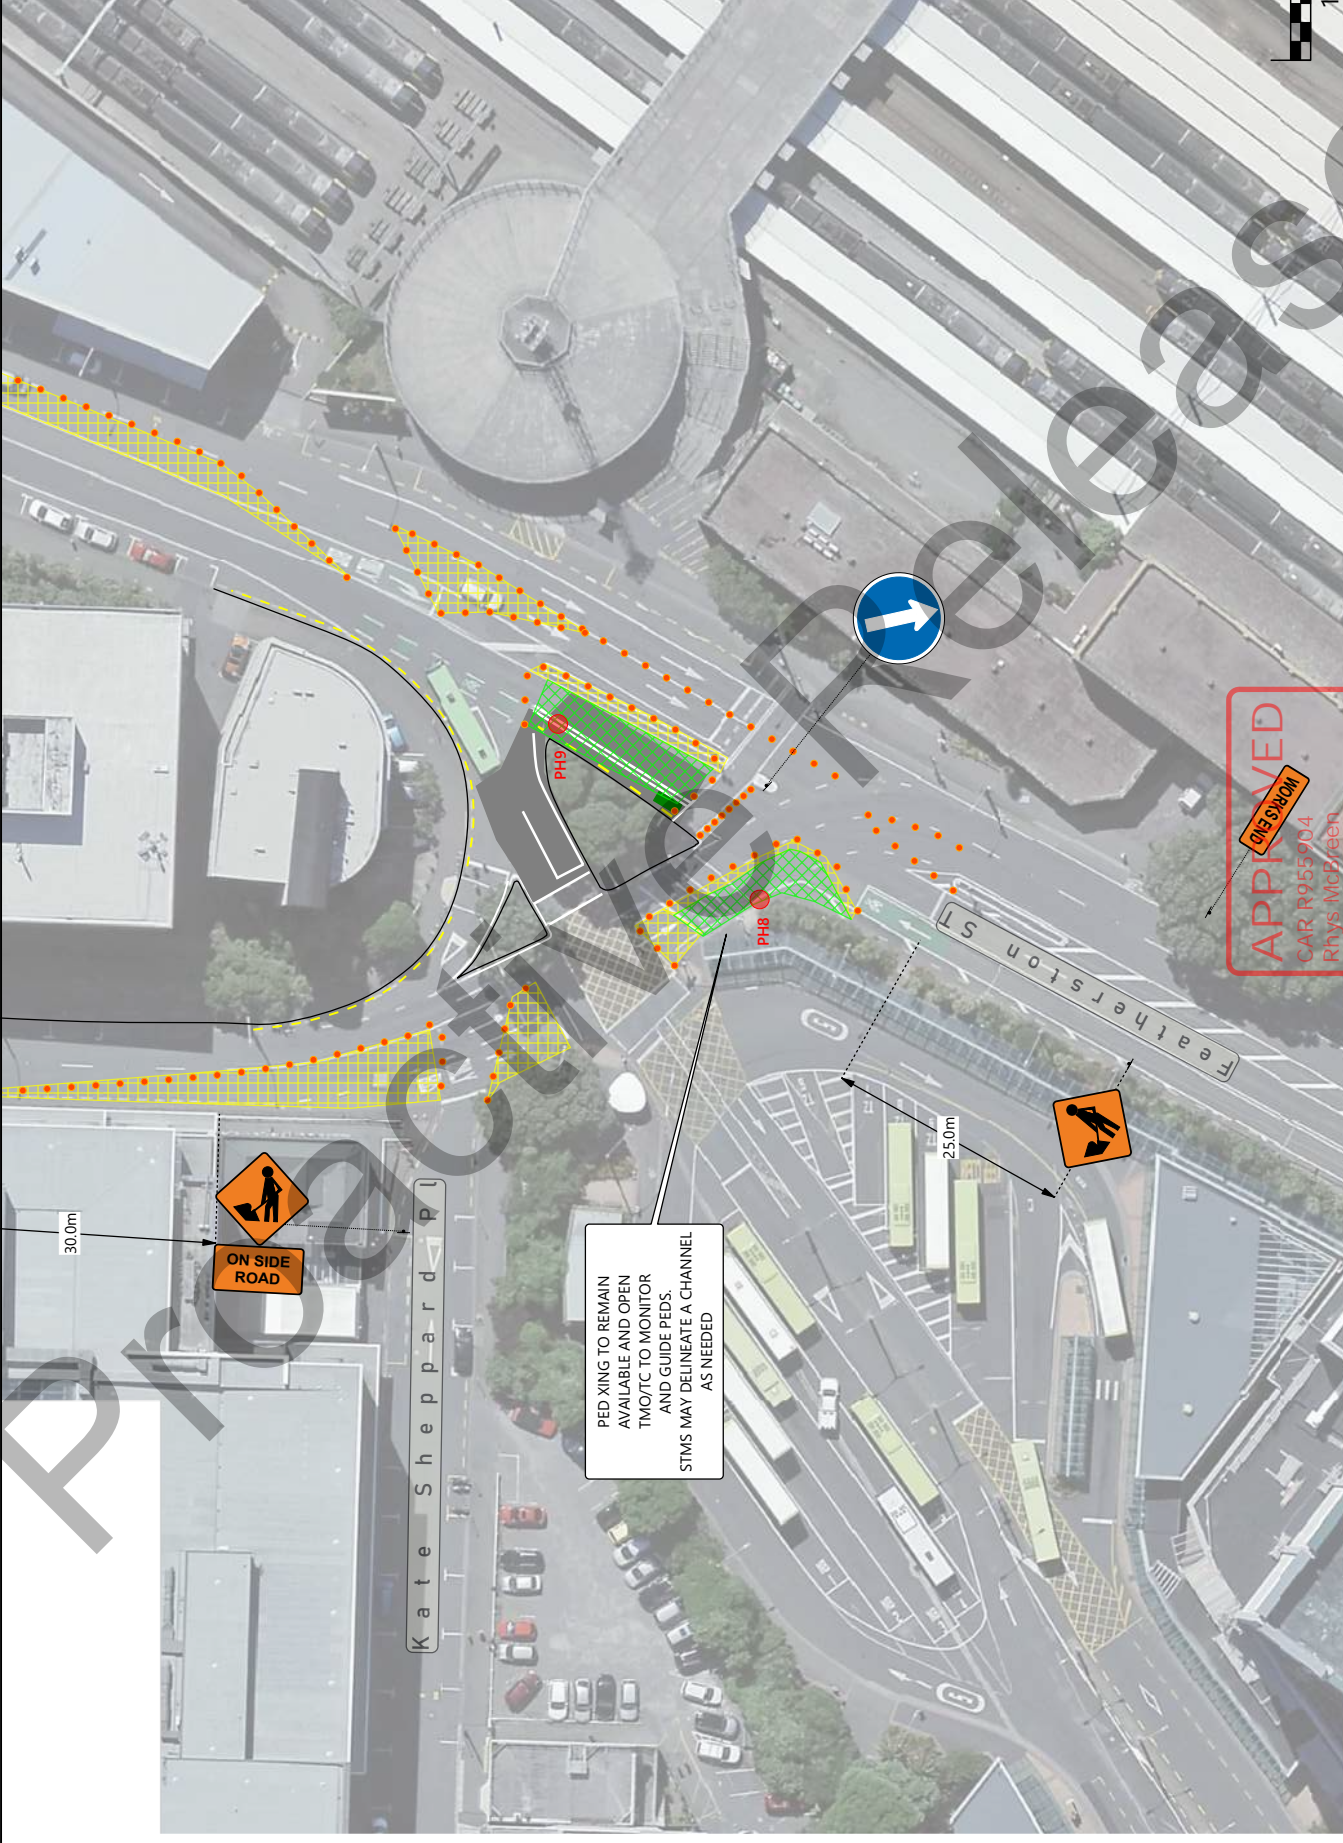 PH9
PH8
WORKS END
APPROVED
CAR R955904
Rhys McBreen
Featherston ST
25.0m
30.0m
ON SIDE
ROAD
Kate Sheppard Pl
PED XING TO REMAIN
AVAILABLE AND OPEN
TMO/TC TO MONITOR
AND GUIDE PEDS.
STMS MAY DELINEATE A CHANNEL
AS NEEDED
Proactive Releas